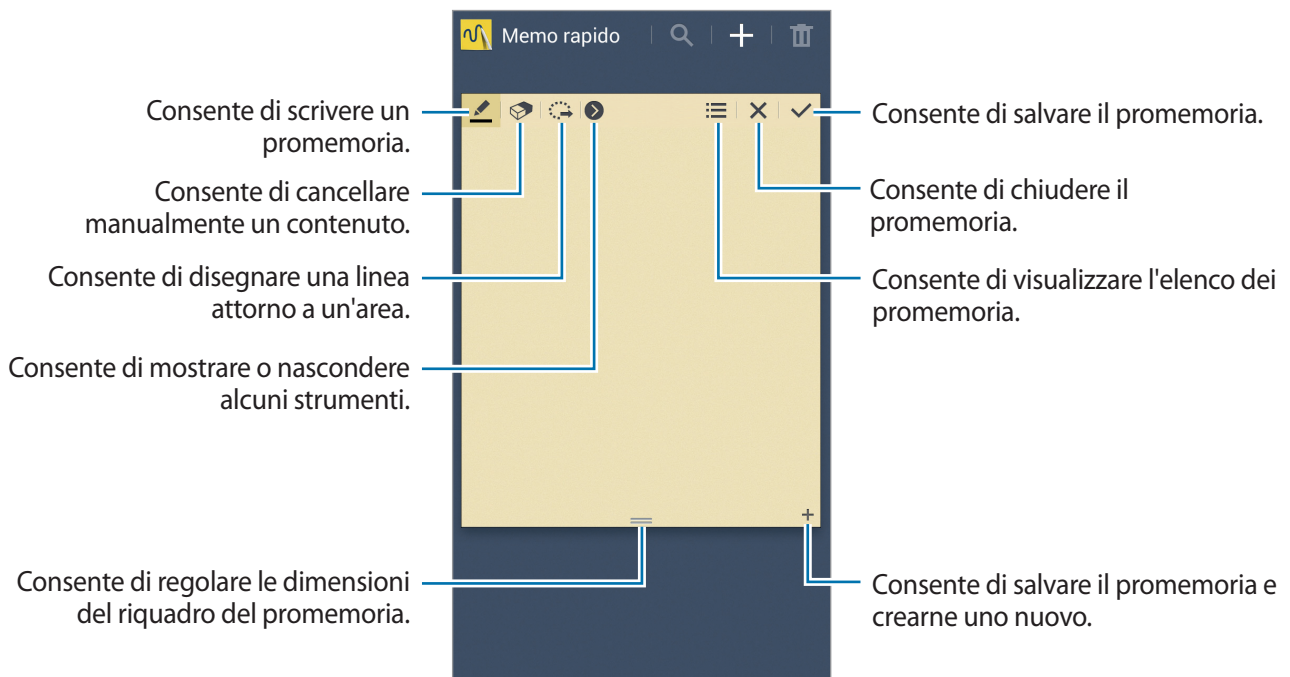 Memo rapido
Consente di scrivere un
promemoria.
Consente di cancellare
manualmente un contenuto.
Consente di disegnare una linea
attorno a un'area.
Consente di mostrare o nascondere
alcuni strumenti.
Consente di regolare le dimensioni
del riquadro del promemoria.
Consente di salvare il promemoria.
Consente di chiudere il
promemoria.
Consente di visualizzare l'elenco dei
promemoria.
Consente di salvare il promemoria e
crearne uno nuovo.